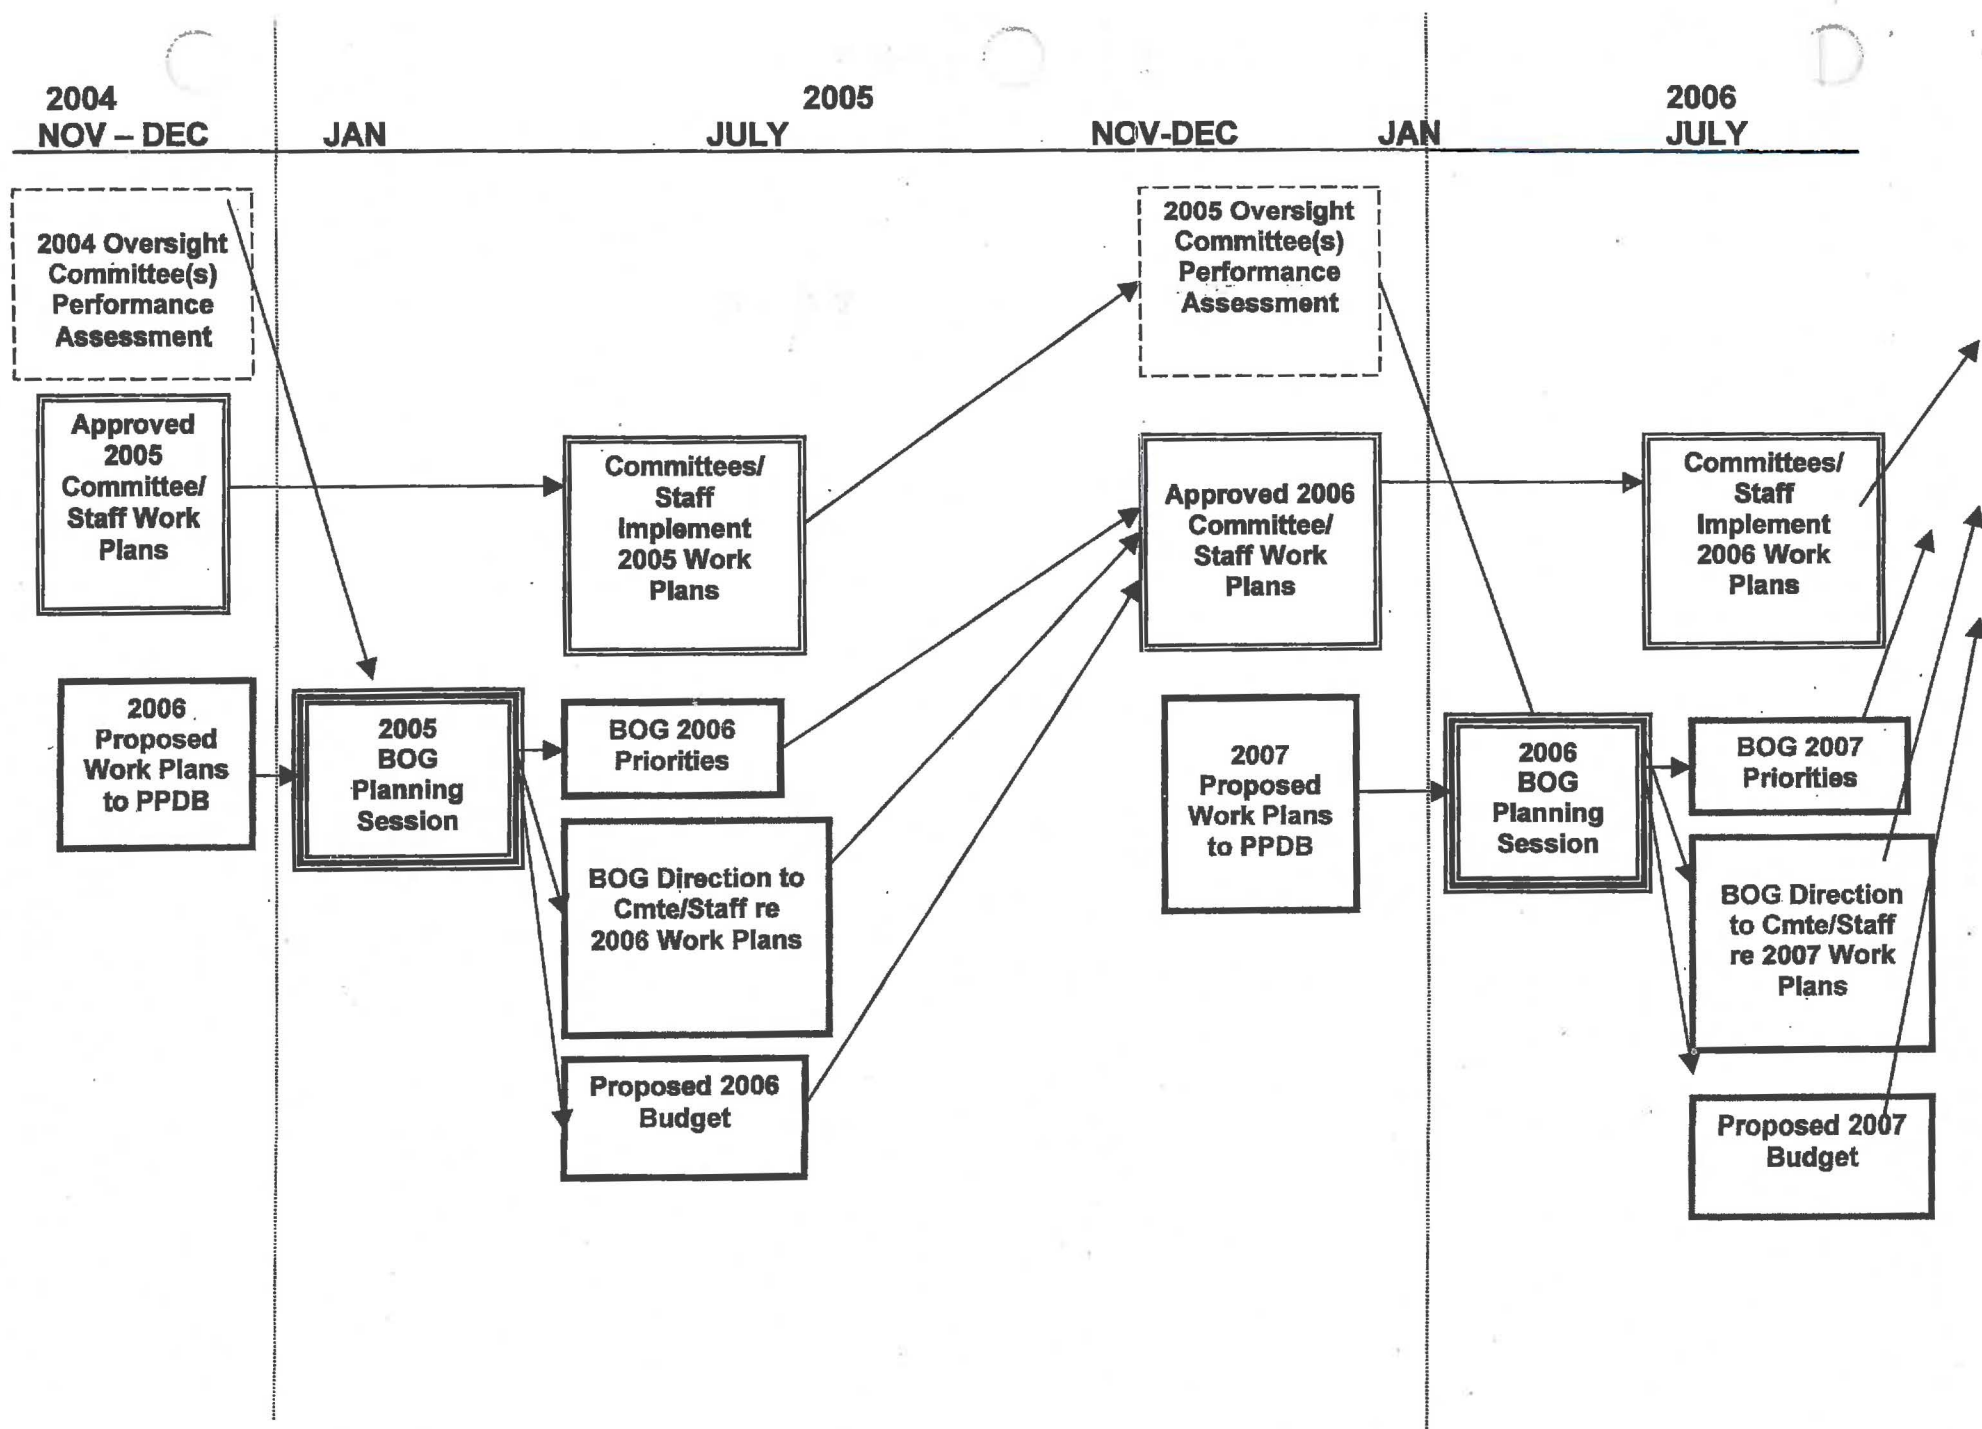 2004
2005
2006
NOV – DEC
JAN
JULY
NOV-DEC
JAN
JULY
2004 Oversight
Committee(s)
Performance
Assessment
Approved
2005
Committee/
Staff Work
Plans
2006
Proposed
Work Plans
to PPDB
2005
BOG
Planning
Session
Committees/
Staff
Implement
2005 Work
Plans
BOG 2006
Priorities
BOG Direction to
Cmte/Staff re
2006 Work Plans
Proposed 2006
Budget
2005 Oversight
Committee(s)
Performance
Assessment
Approved 2006
Committee/
Staff Work
Plans
2007
Proposed
Work Plans
to PPDB
2006
BOG
Planning
Session
Committees/
Staff
Implement
2006 Work
Plans
BOG 2007
Priorities
BOG Direction
to Cmte/Staff
re 2007 Work
Plans
Proposed 2007
Budget